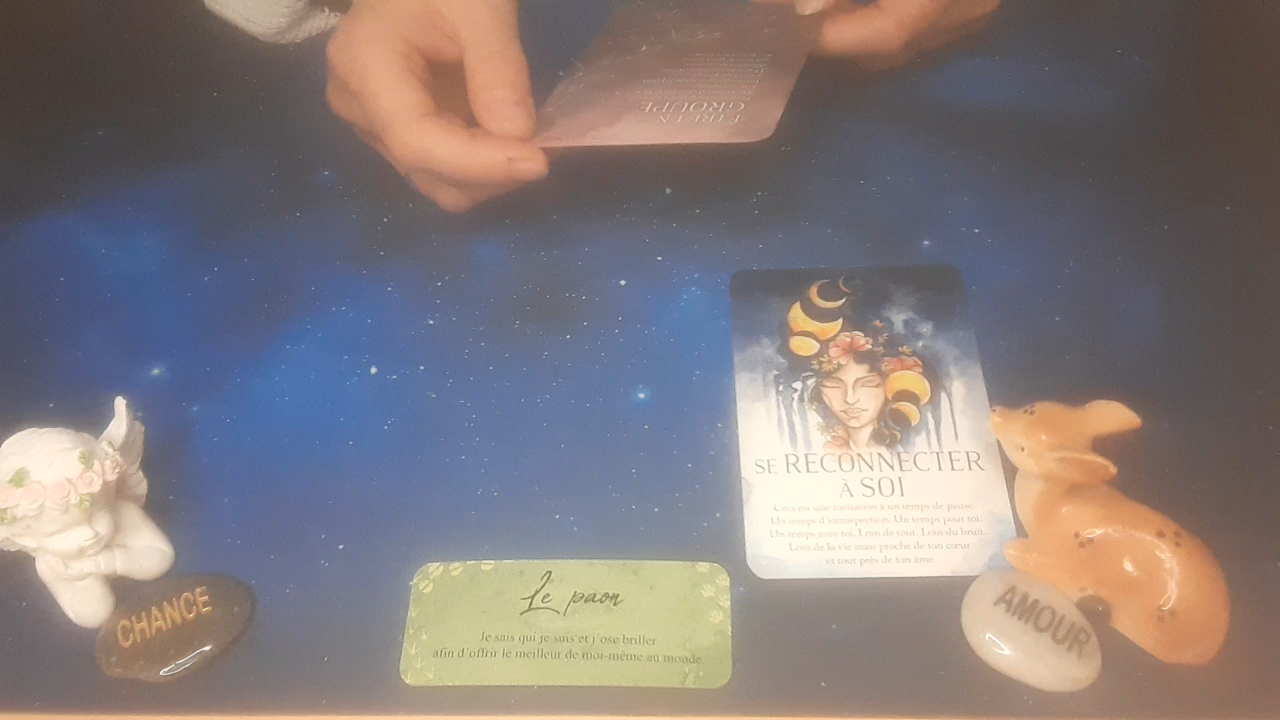 ÊTRE EN
GROUPE
SE RECONNECTER
À SOI
Ceci est une invitation à un temps de pause.
Un temps d'introspection. Un temps pour toi.
Un temps avec toi. Loin de tout. Loin du bruit.
Loin de la vie mais proche de ton cœur
et tout près de ton âme.
Le paon
Je sais qui je suis et j'ose briller
afin d'offrir le meilleur de moi-même au monde.
CHANCE
AMOUR